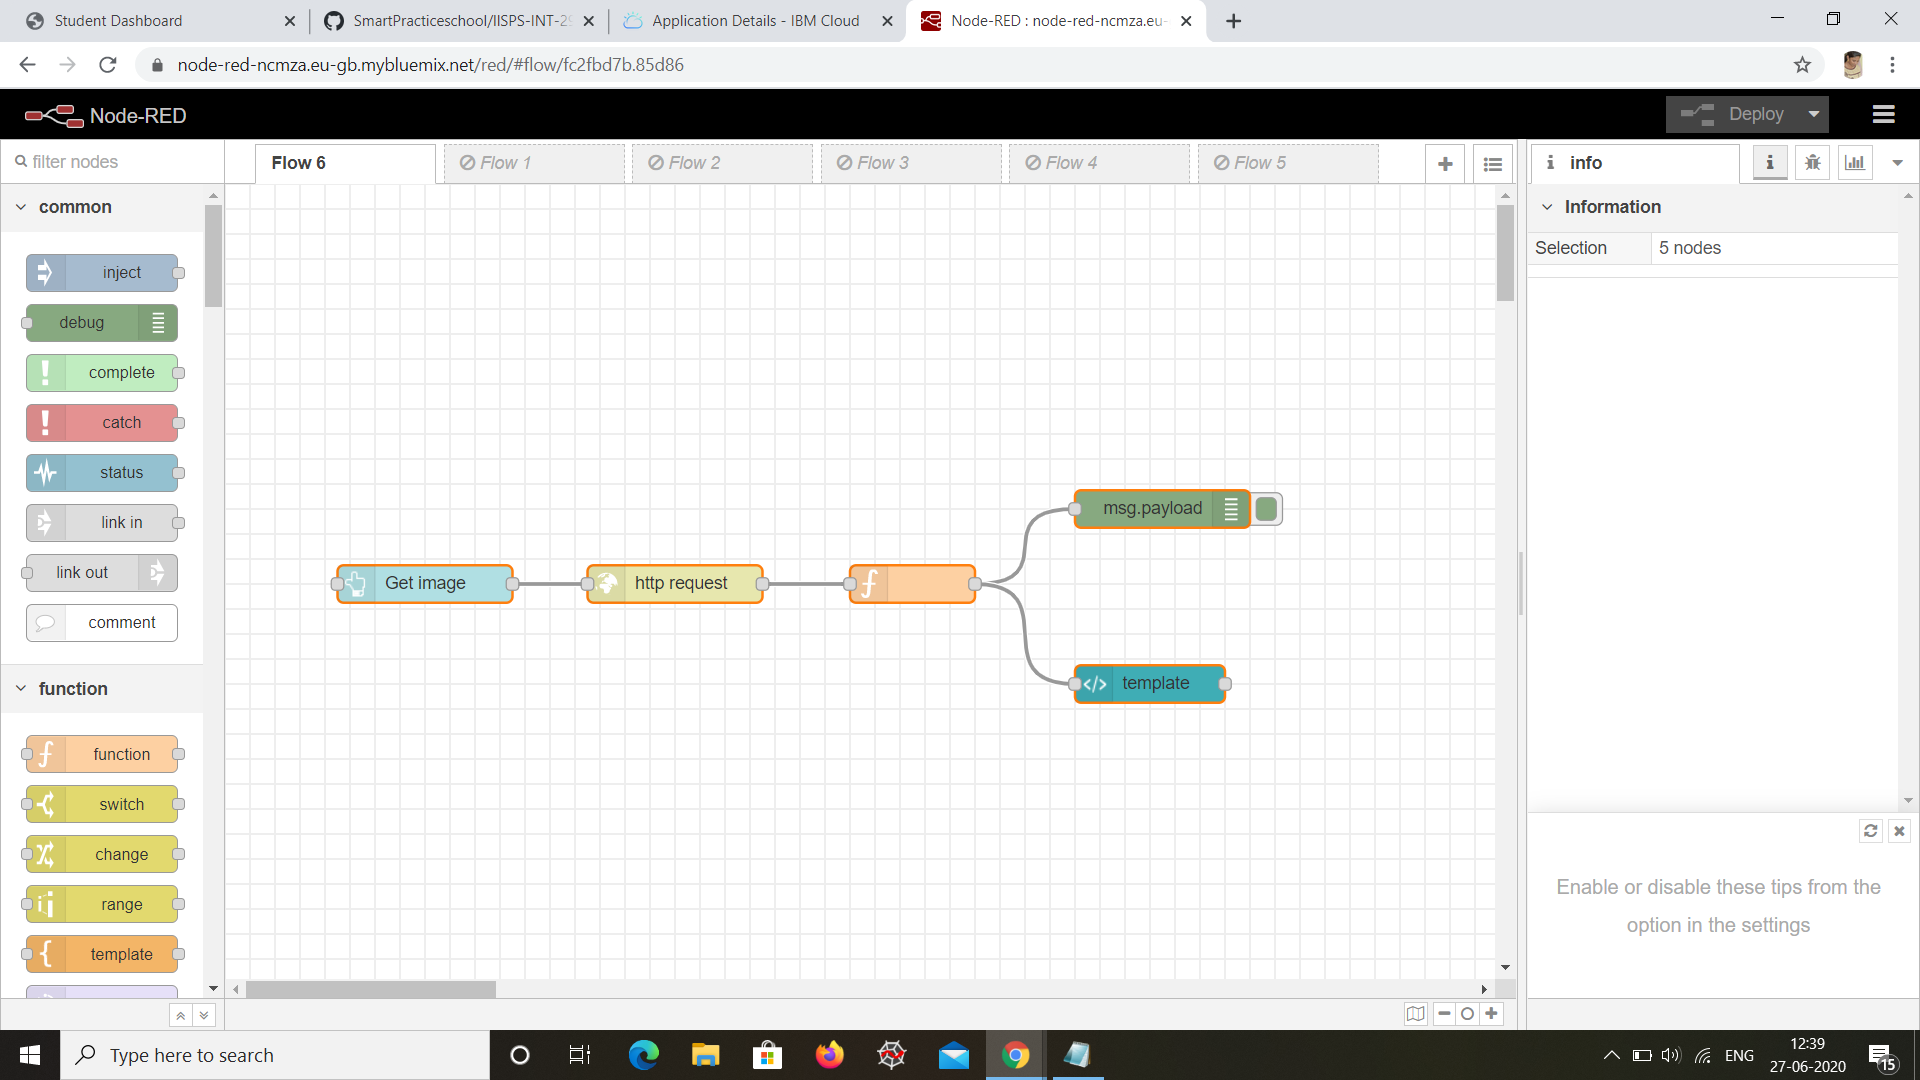 Student Dashboard
SmartPracticeschool/IISPS-INT-29
Application Details - IBM Cloud
Node-RED : node-red-ncmza.eu-
node-red-ncmza.eu-gb.mybluemix.net/red/#flow/fc2fbd7b.85d86
Node-RED
Deploy
filter nodes
Flow 6
Flow 1
Flow 2
Flow 3
Flow 4
Flow 5
i info
i
common
Information
Selection 5 nodes
inject
debug
complete
catch
status
link in
link out
comment
msg.payload
Get image
http request
template
function
function
switch
change
range
template
Enable or disable these tips from the
option in the settings
Type here to search
ENG
12:39
27-06-2020
15